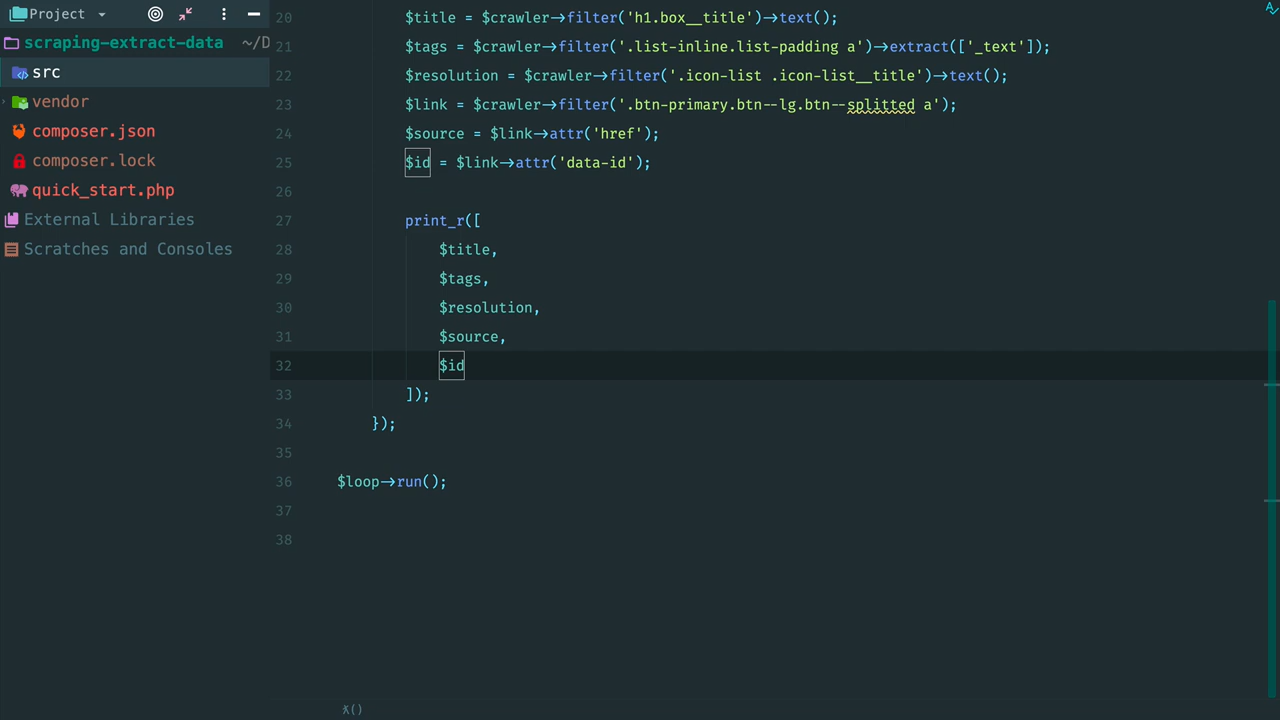 Project
scraping-extract-data ~/D
src
vendor
composer.json
composer.lock
quick_start.php
External Libraries
Scratches and Consoles
20 $title = $crawler->filter('h1.box__title')->text();
21 $tags = $crawler->filter('.list-inline.list-padding a')->extract(['_text']);
22 $resolution = $crawler->filter('.icon-list .icon-list__title')->text();
23 $link = $crawler->filter('.btn-primary.btn--lg.btn--splitted a');
24 $source = $link->attr('href');
25 $id = $link->attr('data-id');
26
27 print_r([
28 $title,
29 $tags,
30 $resolution,
31 $source,
32 $id
33 ]);
34 });
35
36 $loop->run();
37
38